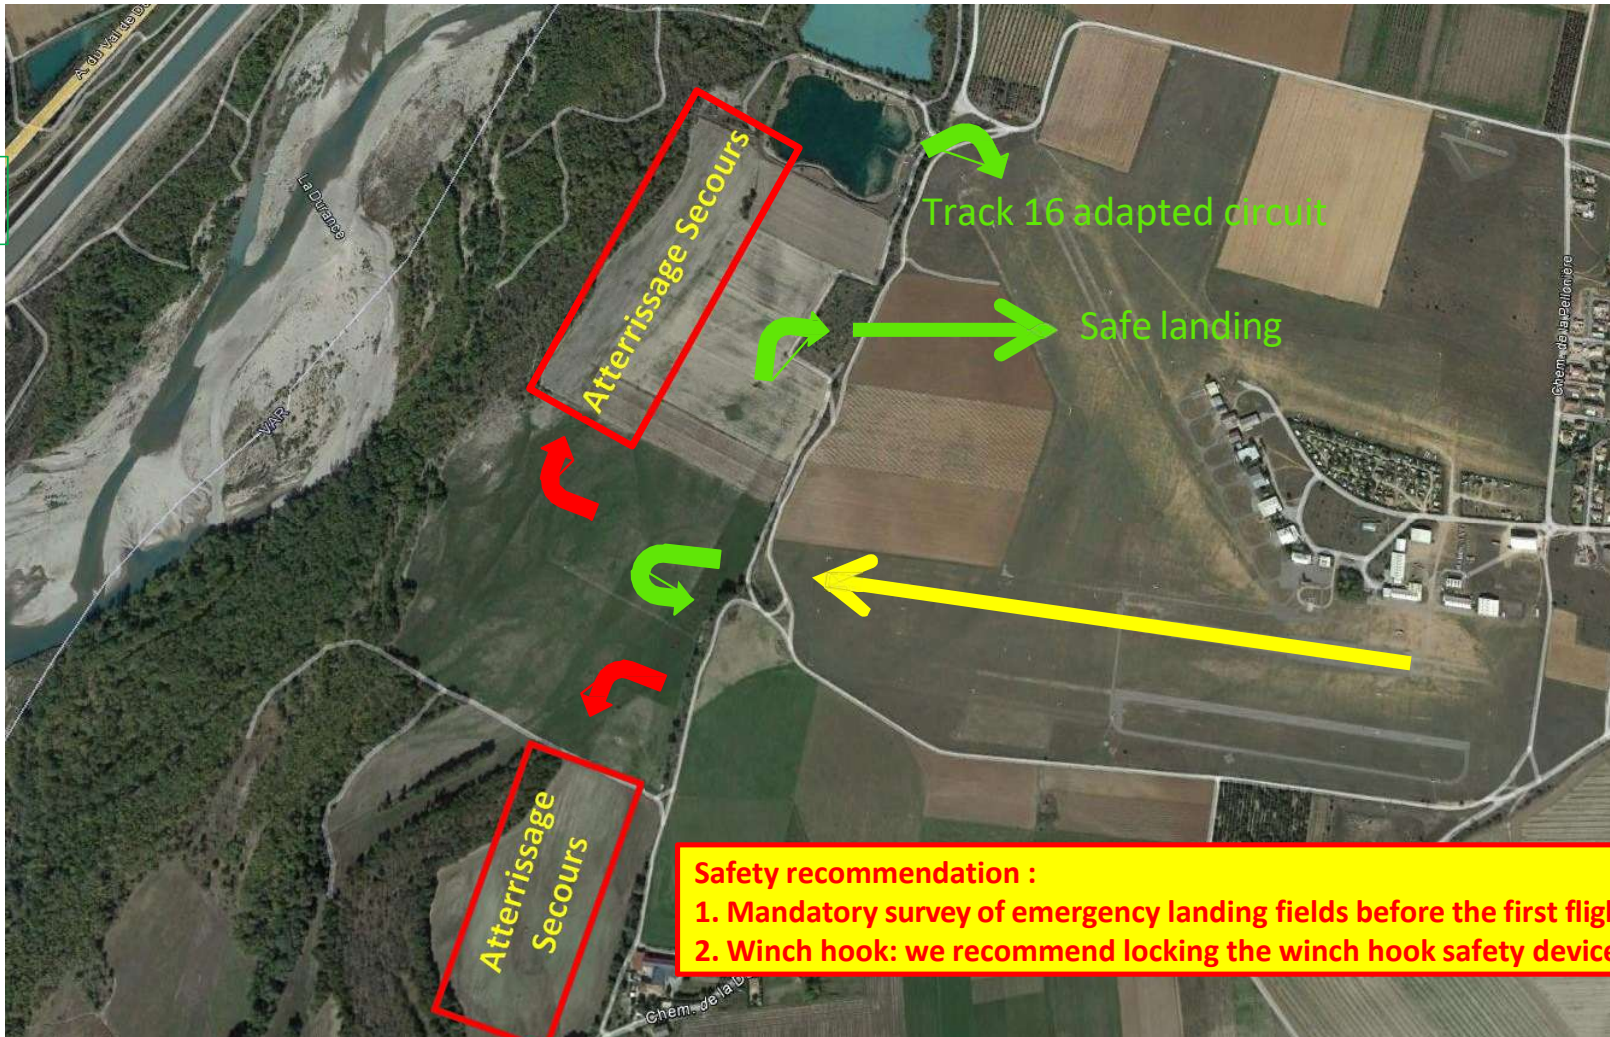 A. du Val de Du
La Durance
VAR
Atterrissage Secours
Track 16 adapted circuit
Safe landing
Chem. de la Pellonière
Atterrissage
Secours
Safety recommendation :
1. Mandatory survey of emergency landing fields before the first fligh
2. Winch hook: we recommend locking the winch hook safety device
Chem. de la D